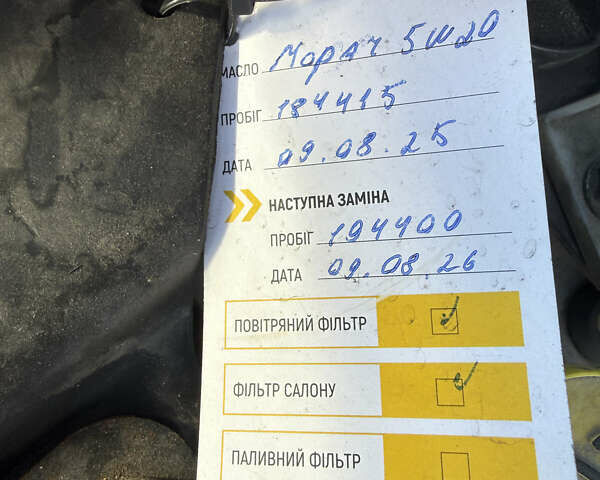 МАСЛО Морач 5W20
ПРОБІГ 184415
ДАТА 09.08.25
НАСТУПНА ЗАМІНА
ПРОБІГ 194400
ДАТА 09.08.26
ПОВІТРЯНИЙ ФІЛЬТР
ФІЛЬТР САЛОНУ
ПАЛИВНИЙ ФІЛЬТР